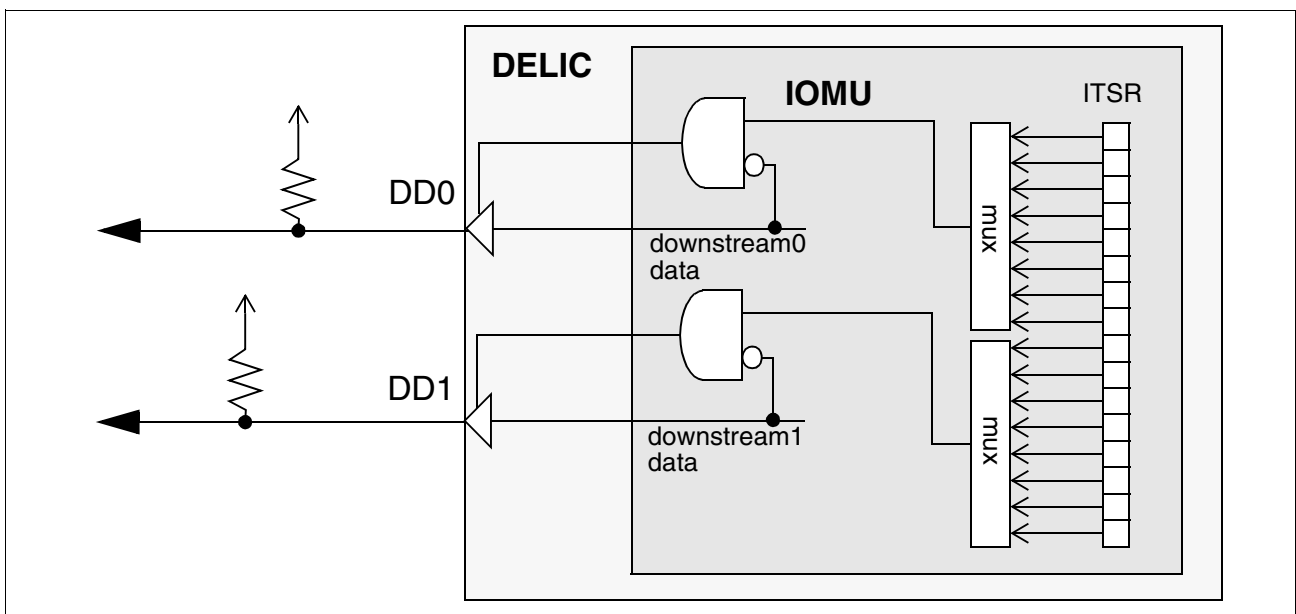 DELIC
IOMU
ITSR
DD0
mux
downstream0
data
DD1
mux
downstream1
data